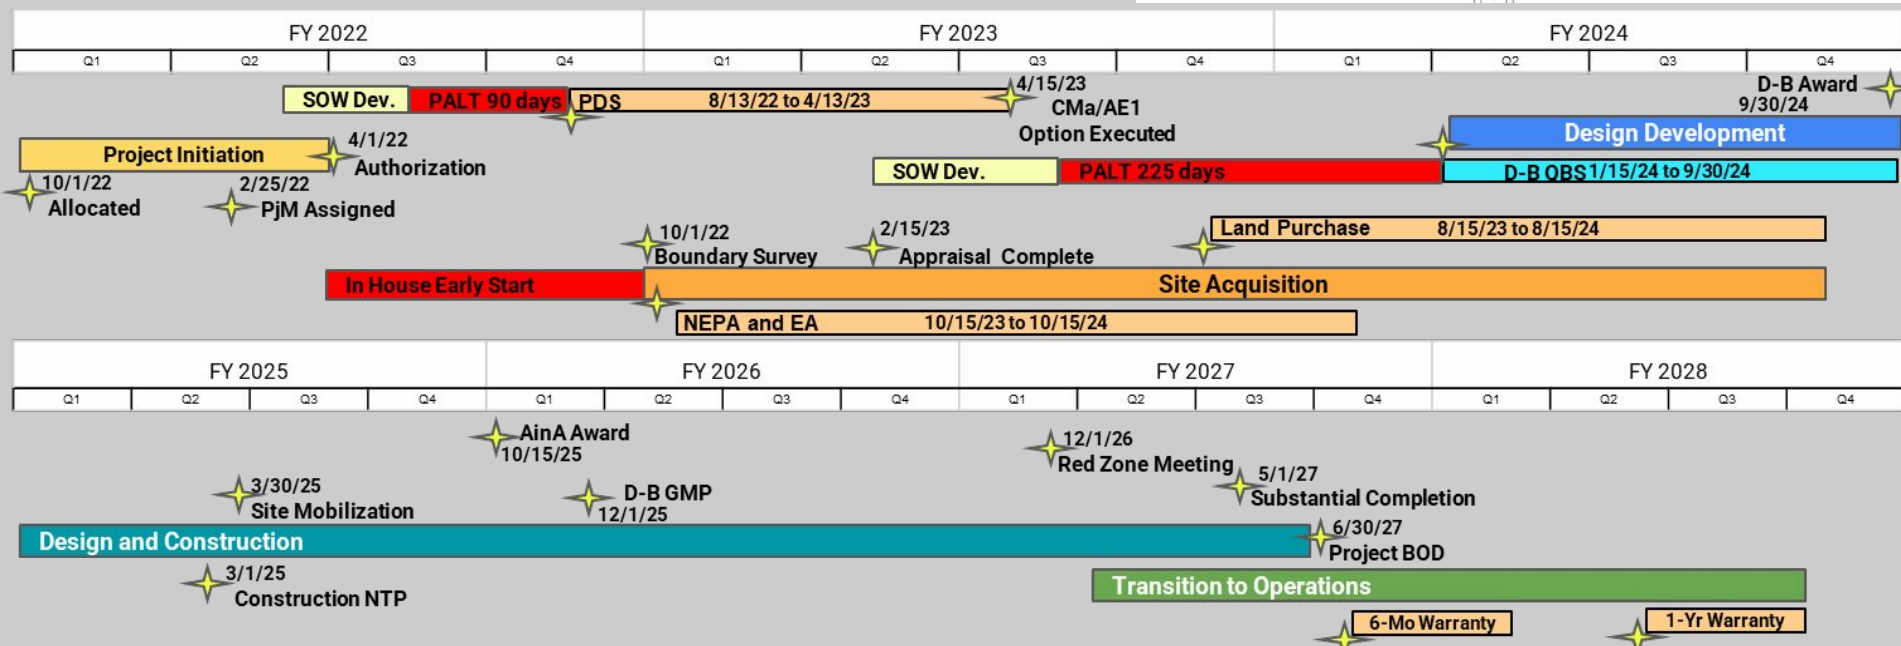 FY 2022 FY 2023 FY 2024
Q1 Q2 Q3 Q4 Q1 Q2 Q3 Q4 Q1 Q2 Q3 Q4
SOW Dev. PALT 90 days PDS 8/13/22 to 4/13/23
4/15/23
CMa/AE1
Option Executed
D-B Award
9/30/24
Design Development
Project Initiation
4/1/22
Authorization
SOW Dev. PALT 225 days D-B QBS 1/15/24 to 9/30/24
10/1/22
Allocated
2/25/22
PjM Assigned
10/1/22
Boundary Survey
2/15/23
Appraisal Complete
Land Purchase 8/15/23 to 8/15/24
In House Early Start Site Acquisition
NEPA and EA 10/15/23 to 10/15/24
FY 2025 FY 2026 FY 2027 FY 2028
Q1 Q2 Q3 Q4 Q1 Q2 Q4 Q1 Q2 Q3 Q4 Q1 Q2 Q3 Q4
AinA Award
10/15/25
12/1/26
Red Zone Meeting
3/30/25
Site Mobilization
D-B GMP
12/1/25
5/1/27
Substantial Completion
Design and Construction
6/30/27
Project BOD
3/1/25
Construction NTP
Transition to Operations
6-Mo Warranty 1-Yr Warranty